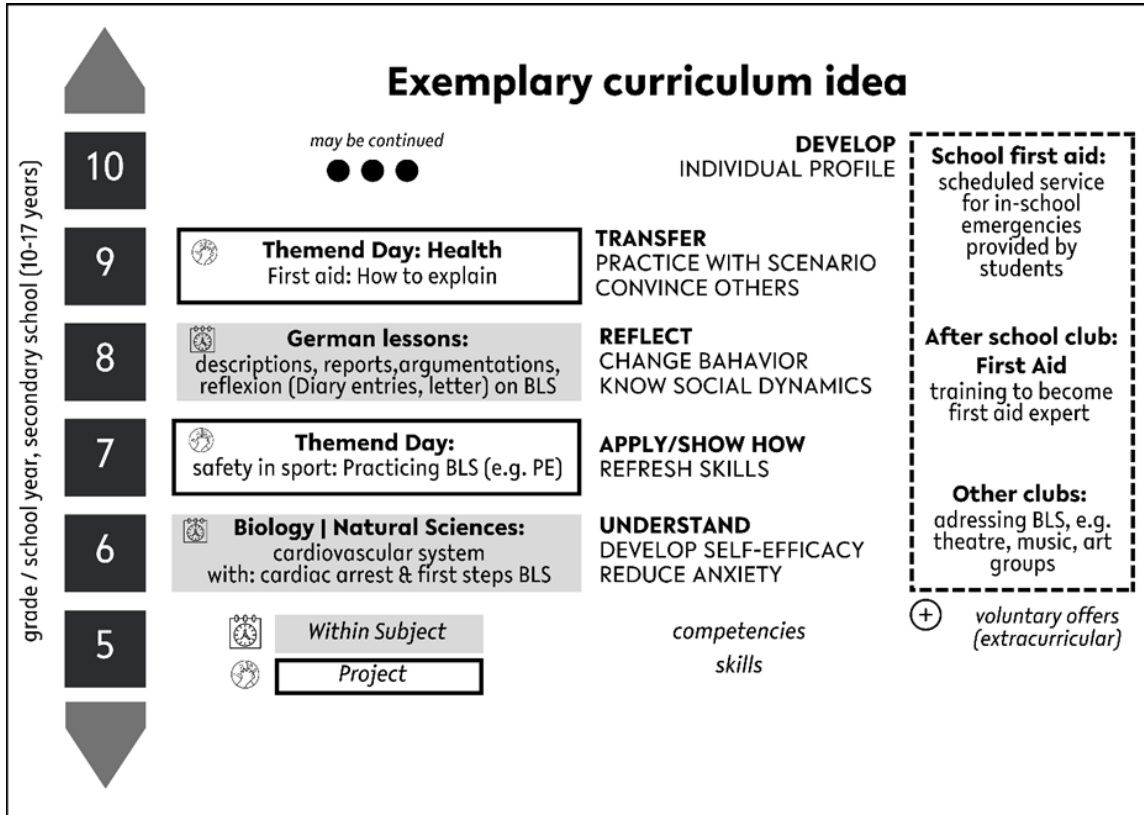 Exemplary curriculum idea
grade / school year, secondary school (10-17 years)
10
may be continued
DEVELOP
INDIVIDUAL PROFILE
9
Themend Day: Health
First aid: How to explain
TRANSFER
PRACTICE WITH SCENARIO
CONVINCE OTHERS
8
German lessons:
descriptions, reports,argumentations,
reflexion (Diary entries, letter) on BLS
REFLECT
CHANGE BAHAVIOR
KNOW SOCIAL DYNAMICS
7
Themend Day:
safety in sport: Practicing BLS (e.g. PE)
APPLY/SHOW HOW
REFRESH SKILLS
6
Biology | Natural Sciences:
cardiovascular system
with: cardiac arrest & first steps BLS
UNDERSTAND
DEVELOP SELF-EFFICACY
REDUCE ANXIETY
5
Within Subject
Project
competencies
skills
School first aid:
scheduled service
for in-school
emergencies
provided by
students
After school club:
First Aid
training to become
first aid expert
Other clubs:
adressing BLS, e.g.
theatre, music, art
groups
+ voluntary offers
(extracurricular)